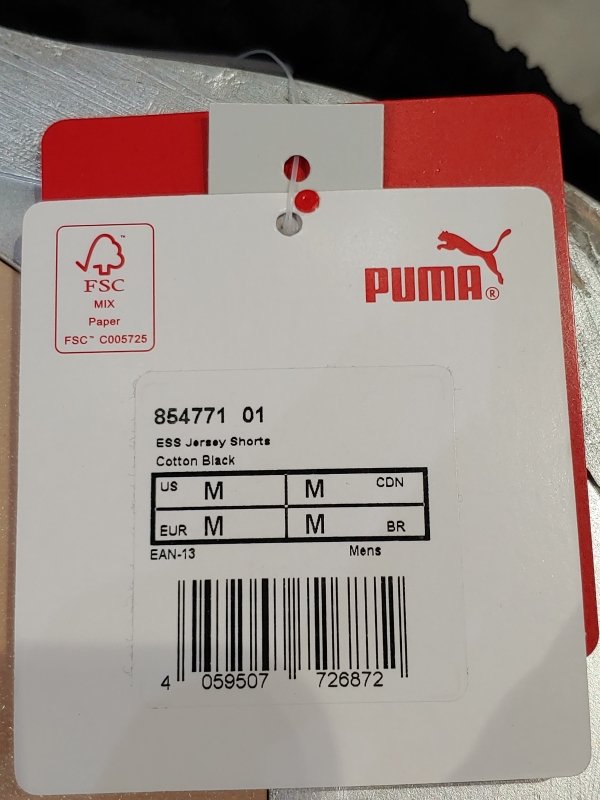 FSC™
MIX
Paper
FSC™ C005725
PUMA®
854771 01
ESS Jersey Shorts
Cotton Black
US M M CDN
EUR M M BR
EAN-13 Mens
4 059507 726872